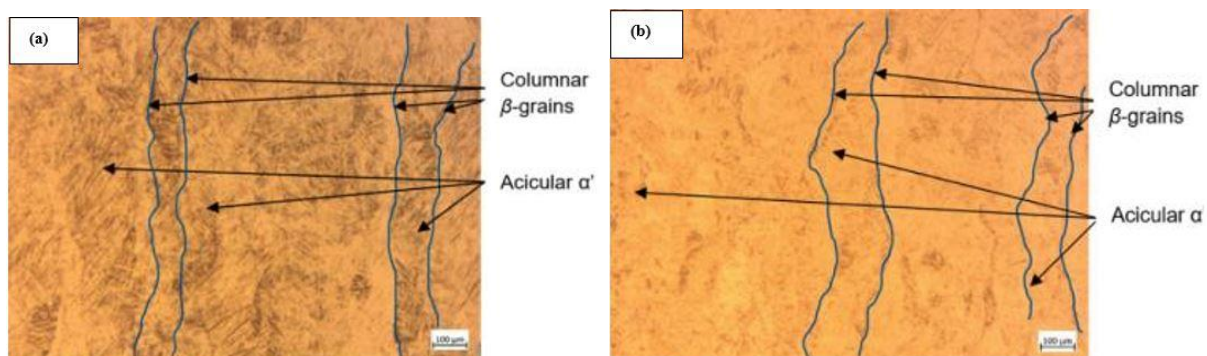 (a)
Columnar
β-grains
Acicular α'
100 µm
(b)
Columnar
β-grains
Acicular α
100 µm